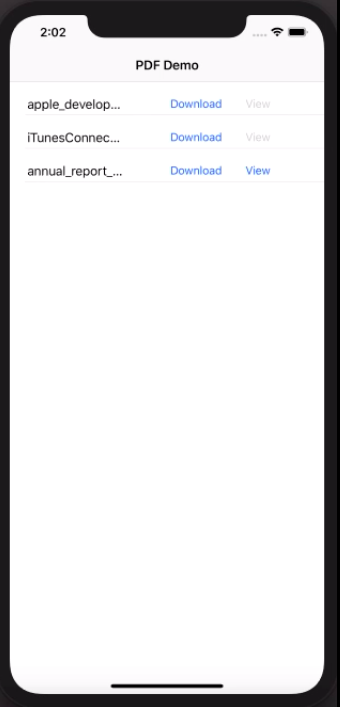 2:02
PDF Demo
apple_develop... Download View
iTunesConnec... Download View
annual_report_... Download View